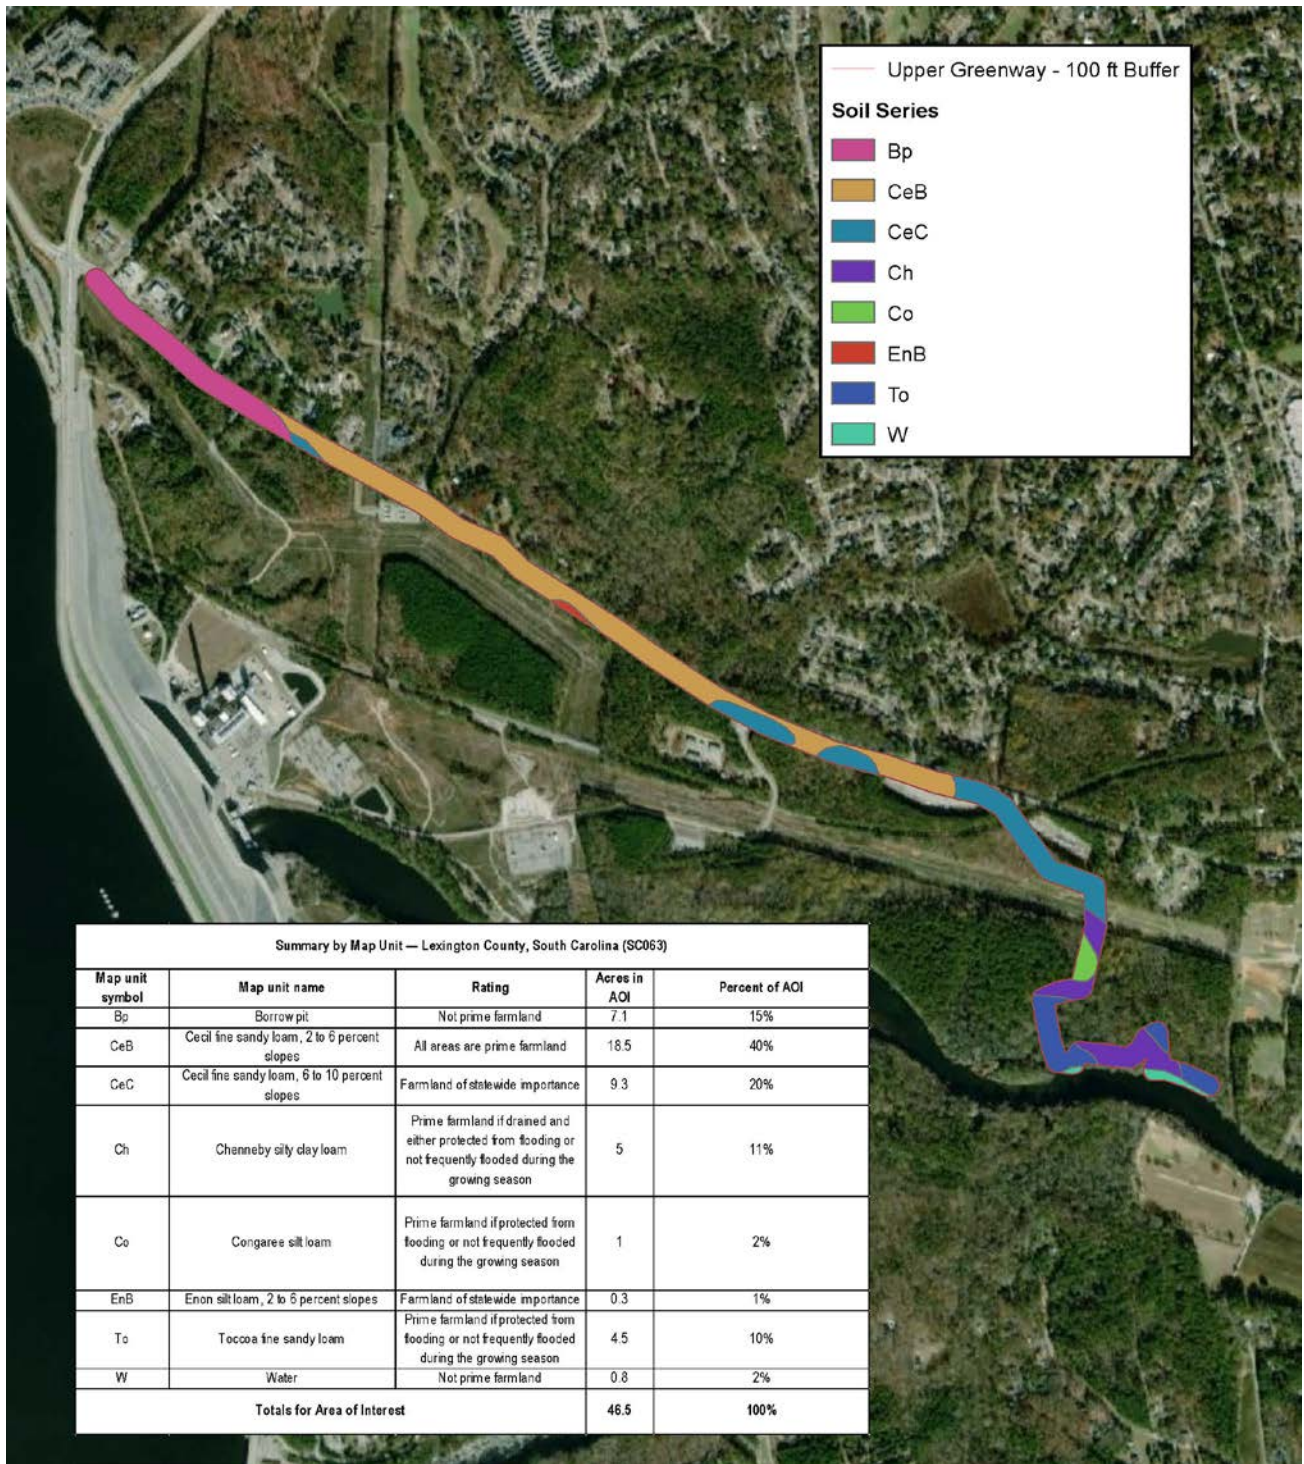 Upper Greenway - 100 ft Buffer
Soil Series
Bp
CeB
CeC
Ch
Co
EnB
To
W
Summary by Map Unit — Lexington County, South Carolina (SC063)
Map unit symbol | Map unit name | Rating | Acres in AOI | Percent of AOI
Bp | Borrow pit | Not prime farmland | 7.1 | 15%
CeB | Cecil fine sandy loam, 2 to 6 percent slopes | All areas are prime farmland | 18.5 | 40%
CeC | Cecil fine sandy loam, 6 to 10 percent slopes | Farmland of statewide importance | 9.3 | 20%
Ch | Chenneby silty clay loam | Prime farmland if drained and either protected from flooding or not frequently flooded during the growing season | 5 | 11%
Co | Congaree silt loam | Prime farmland if protected from flooding or not frequently flooded during the growing season | 1 | 2%
EnB | Enon silt loam, 2 to 6 percent slopes | Farmland of statewide importance | 0.3 | 1%
To | Toccoa fine sandy loam | Prime farmland if protected from flooding or not frequently flooded during the growing season | 4.5 | 10%
W | Water | Not prime farmland | 0.8 | 2%
Totals for Area of Interest | 46.5 | 100%